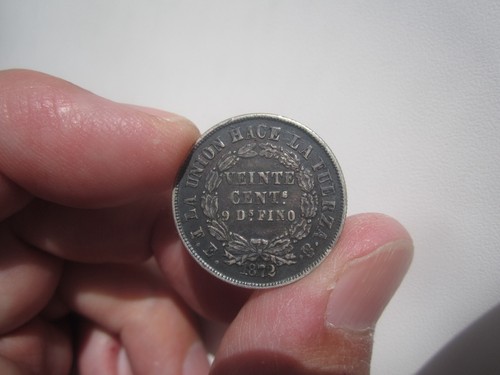 LA UNION HACE LA FUERZA
VEINTE
CENTS
9 DS FINO
F. E.
1872